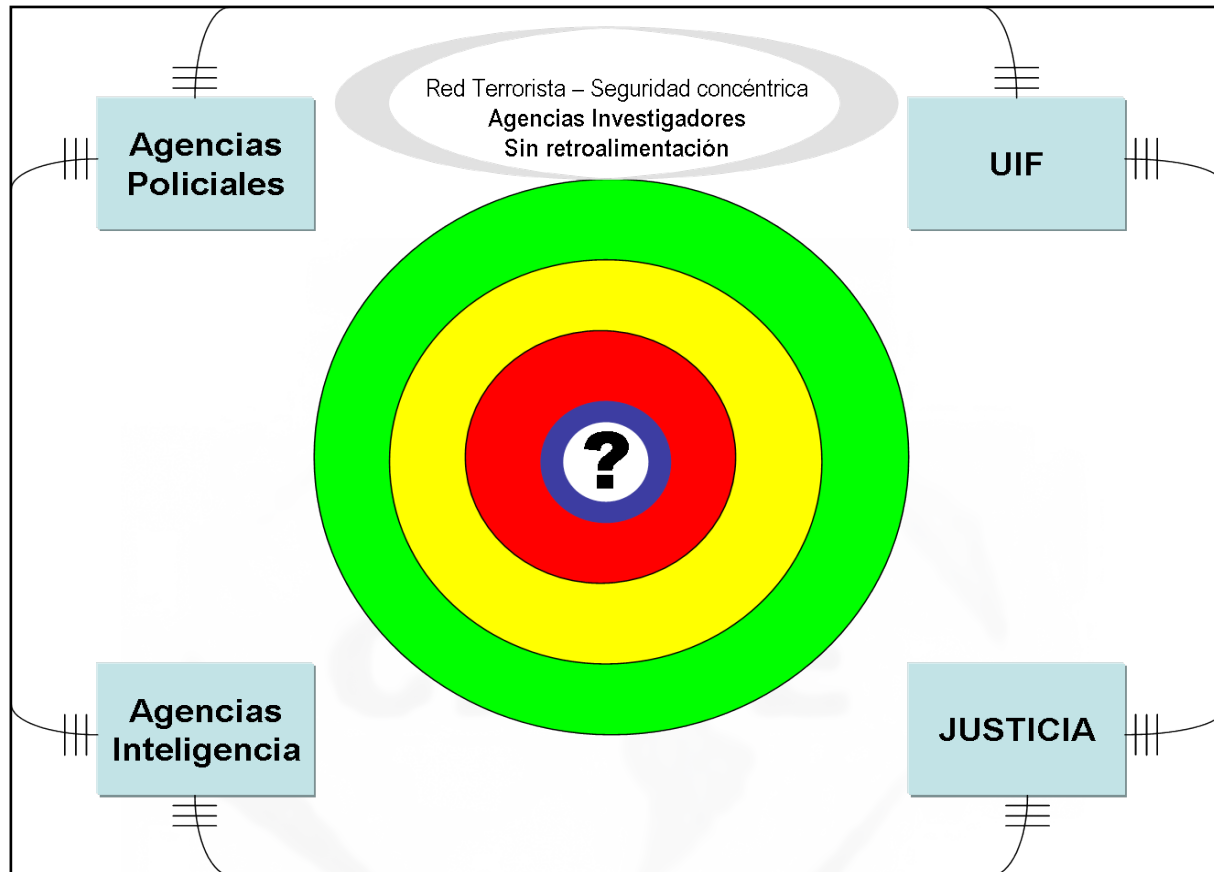 Red Terrorista – Seguridad concéntrica
Agencias Investigadores
Sin retroalimentación
Agencias
Policiales
UIF
?
Agencias
Inteligencia
JUSTICIA